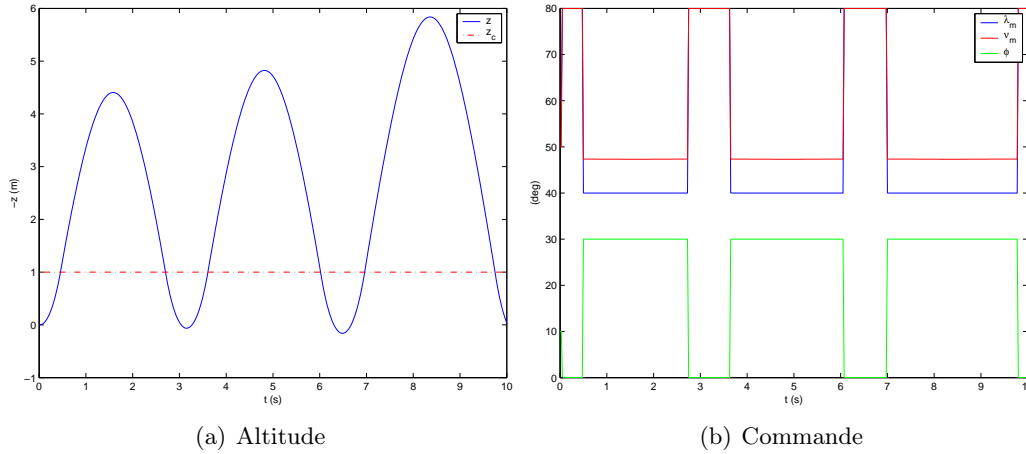 6
5
4
3
2
1
0
−1
−z (m)
0 1 2 3 4 5 6 7 8 9 10
t (s)
z
z_c
(a) Altitude
80
70
60
50
40
30
20
10
0
(deg)
0 1 2 3 4 5 6 7 8 9 10
t (s)
λ_m
ν_m
ϕ
(b) Commande